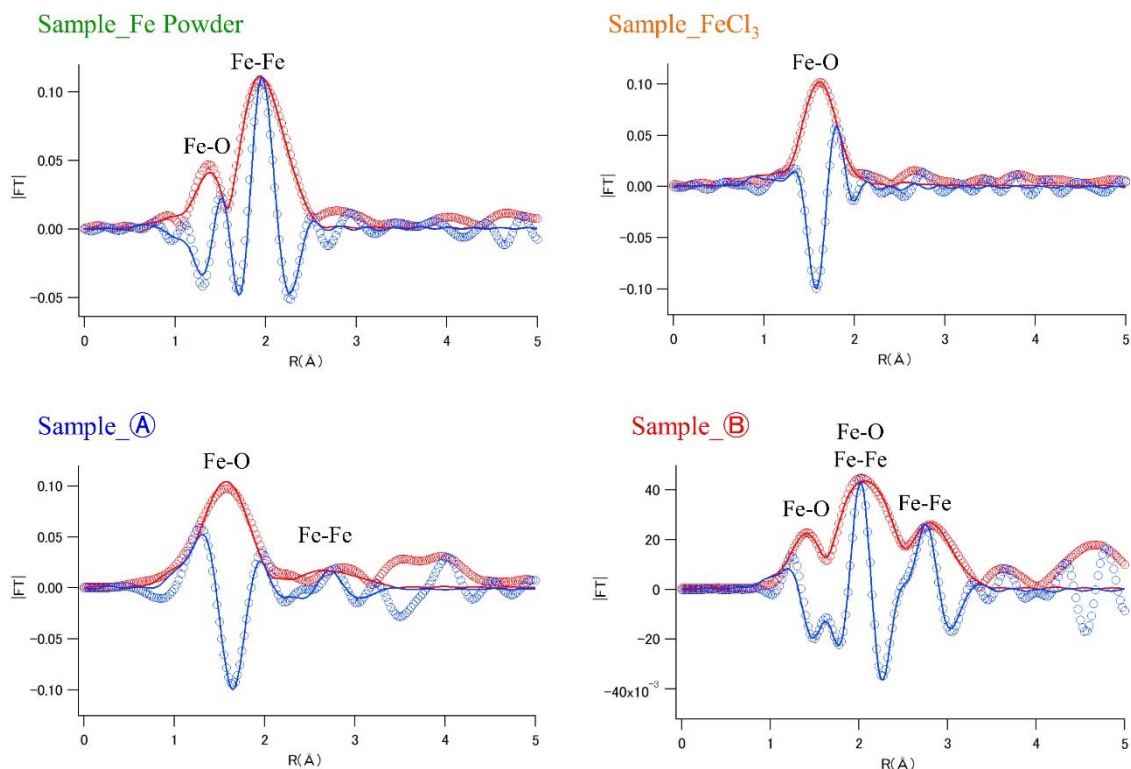 Sample_Fe Powder
Fe-Fe
Fe-O
0.10
0.05
0.00
−0.05
|FT|
0 1 2 3 4 5
R(Å)
Sample_FeCl₃
Fe-O
0.10
0.05
0.00
−0.05
−0.10
|FT|
0 1 2 3 4 5
R(Å)
Sample_Ⓐ
Fe-O
Fe-Fe
0.10
0.05
0.00
−0.05
−0.10
|FT|
0 1 2 3 4 5
R(Å)
Sample_Ⓑ
Fe-O
Fe-Fe
Fe-O
Fe-Fe
40
20
0
−20
−40x10⁻³
|FT|
0 1 2 3 4 5
R(Å)